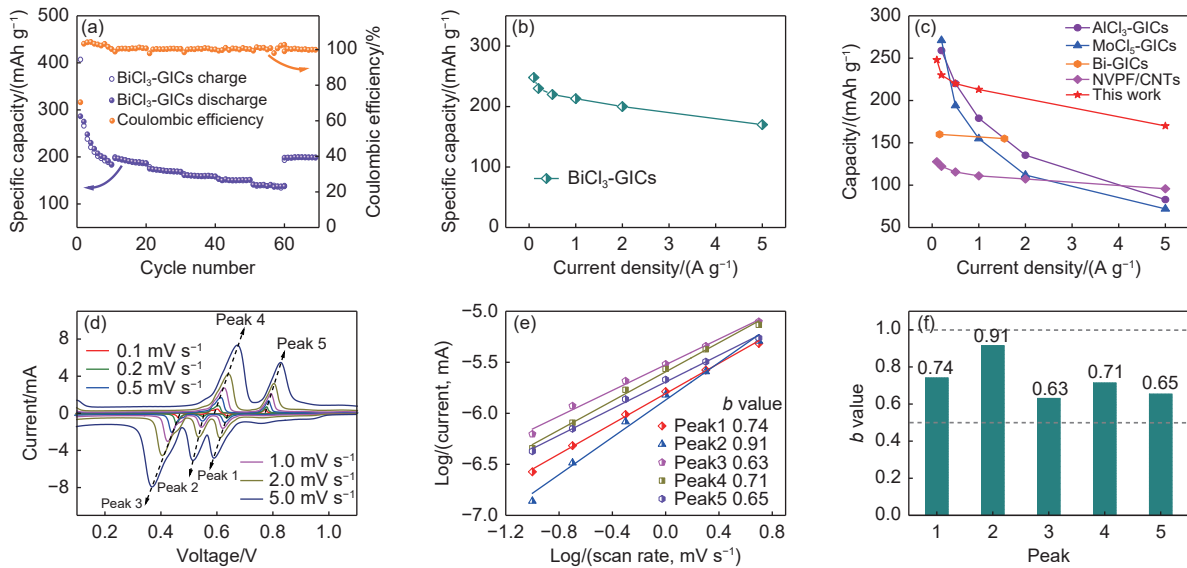 (a)
Specific capacity/(mAh g⁻¹)
400
300
200
100
0
20
40
60
Cycle number
100
80
60
40
20
0
Coulombic efficiency/%
BiCl₃-GICs charge
BiCl₃-GICs discharge
Coulombic efficiency
(b)
Specific capacity/(mAh g⁻¹)
350
300
250
200
150
100
50
0
0
1
2
3
4
5
Current density/(A g⁻¹)
BiCl₃-GICs
(c)
Capacity/(mAh g⁻¹)
300
250
200
150
100
50
0
1
2
3
4
5
Current density/(A g⁻¹)
AlCl₃-GICs
MoCl₅-GICs
Bi-GICs
NVPF/CNTs
This work
(d)
Current/mA
8
4
0
−4
−8
0.2
0.4
0.6
0.8
1.0
Voltage/V
0.1 mV s⁻¹
0.2 mV s⁻¹
0.5 mV s⁻¹
1.0 mV s⁻¹
2.0 mV s⁻¹
5.0 mV s⁻¹
Peak 4
Peak 5
Peak 1
Peak 2
Peak 3
(e)
Log/(current, mA)
−5.0
−5.5
−6.0
−6.5
−7.0
−1.2
−0.8
−0.4
0.0
0.4
0.8
Log/(scan rate, mV s⁻¹)
b value
Peak1 0.74
Peak2 0.91
Peak3 0.63
Peak4 0.71
Peak5 0.65
(f)
b value
1.0
0.8
0.6
0.4
0.2
0
0.74
0.91
0.63
0.71
0.65
1
2
3
4
5
Peak